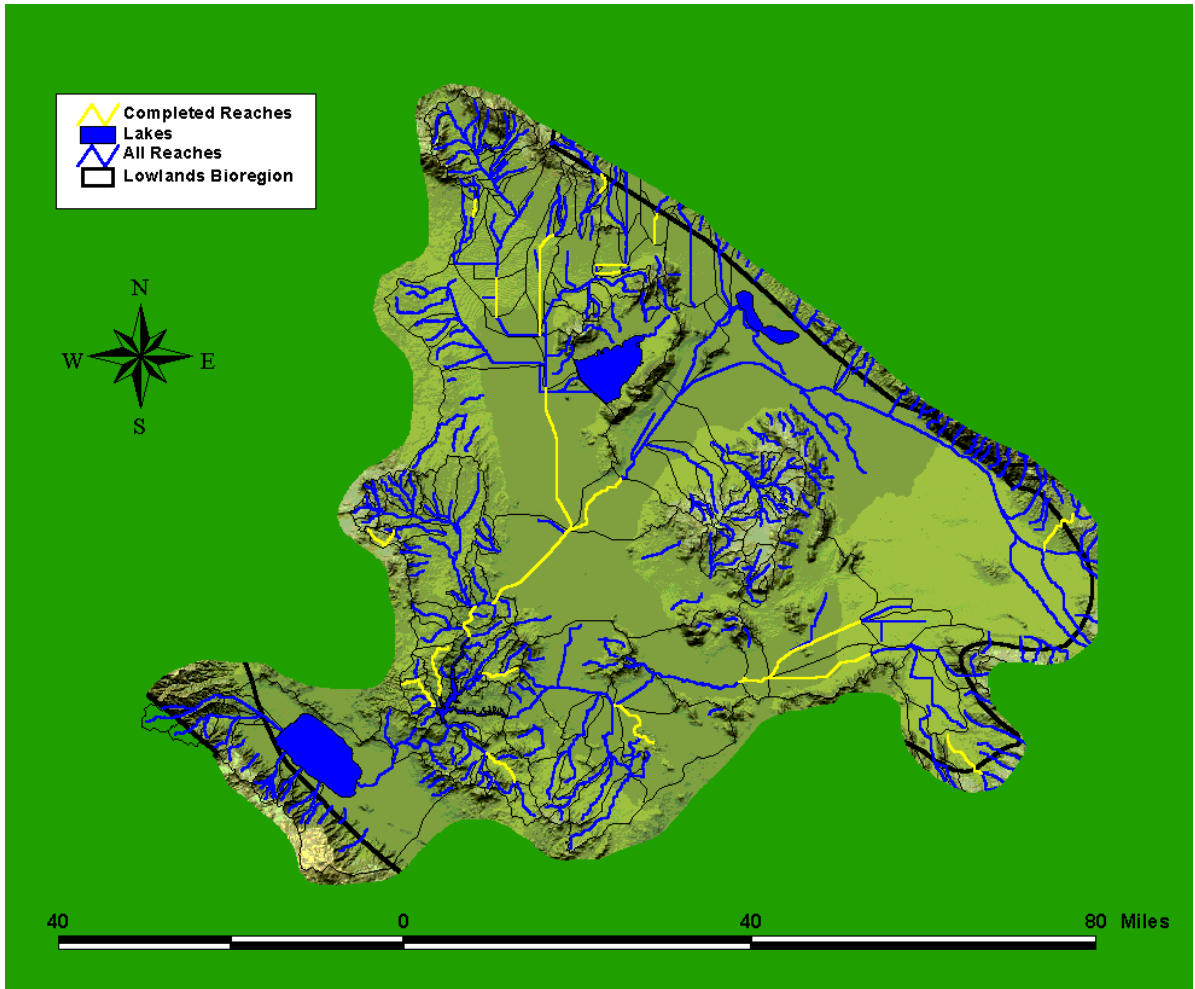 Completed Reaches
Lakes
All Reaches
Lowlands Bioregion
N
W E
S
40 0 40 80 Miles